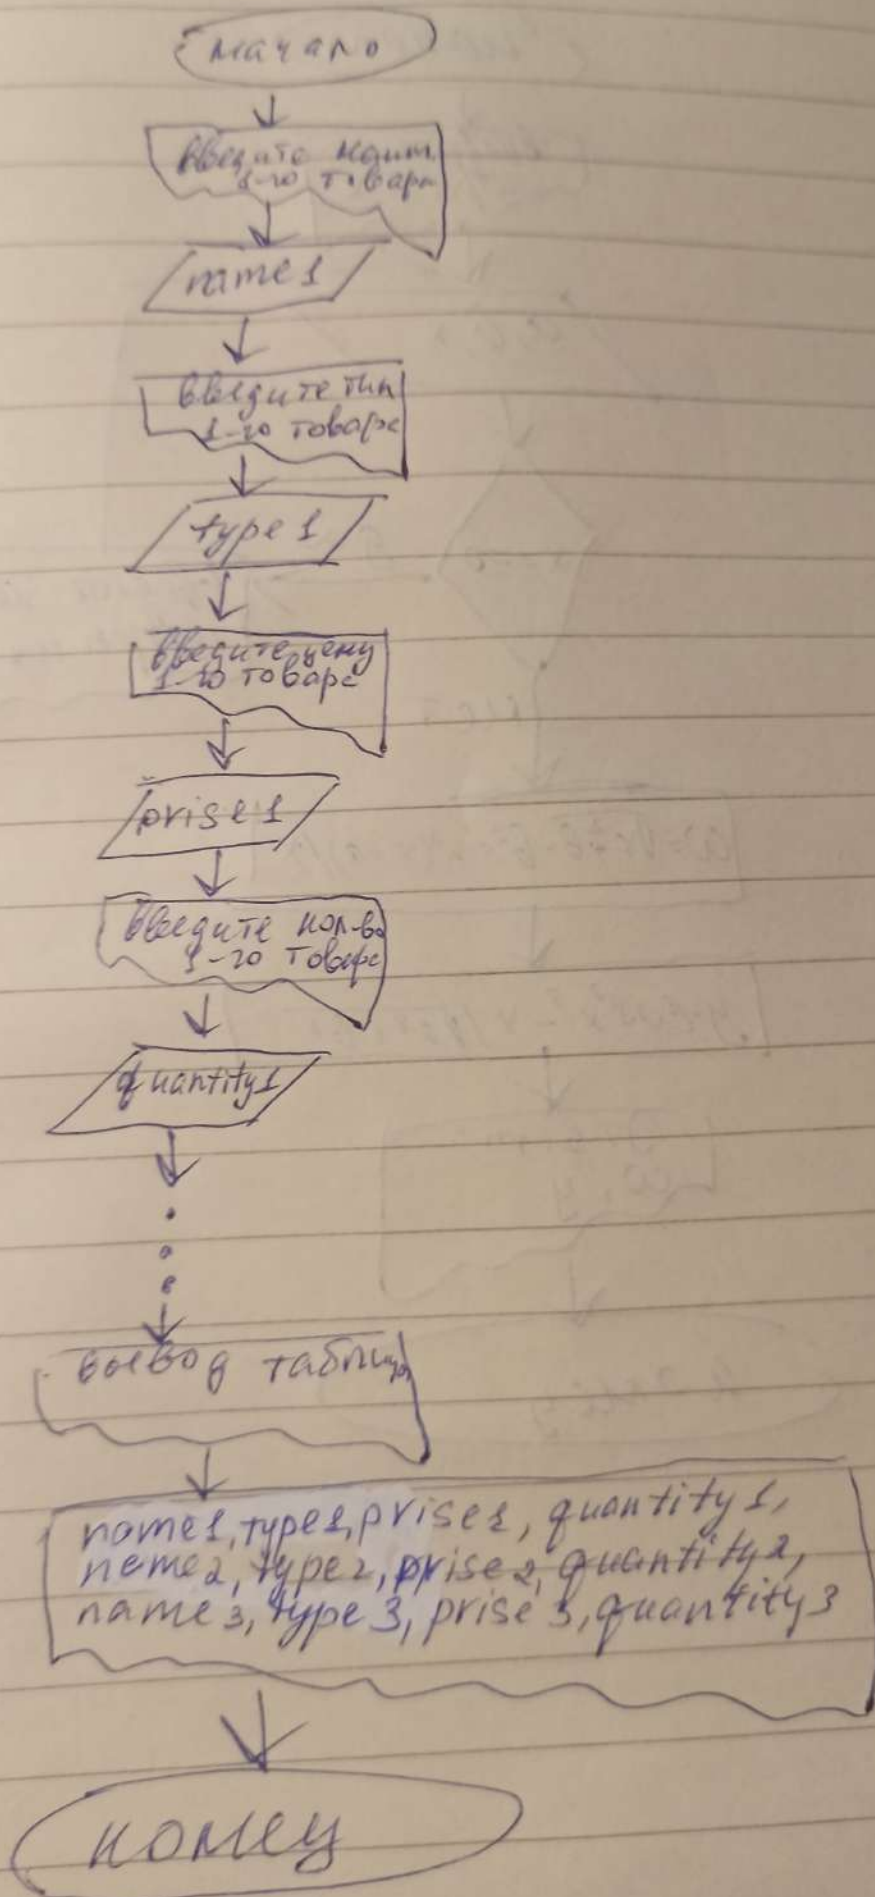 начало
введите наим.
1-го товара
name1
введите тип
1-го товара
type1
введите цену
1-го товара
prise1
введите кол-во
1-го товара
quantity1
вывод таблицы
name1, type1, prise1, quantity1,
name2, type2, prise2, quantity2,
name3, type3, prise3, quantity3
конец